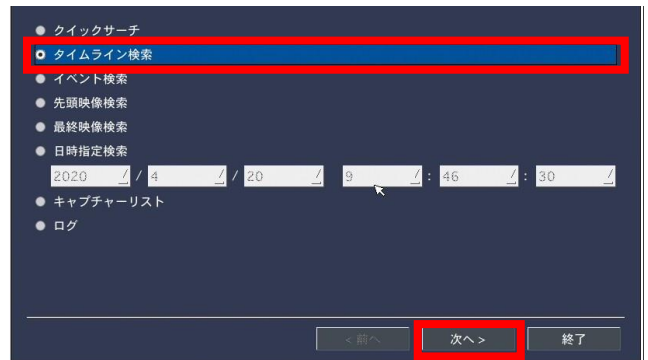 クイックサーチ
タイムライン検索
イベント検索
先頭映像検索
最終映像検索
日時指定検索
2020 / 4 / 20 9 : 46 : 30
キャプチャーリスト
ログ
< 前へ 次へ > 終了